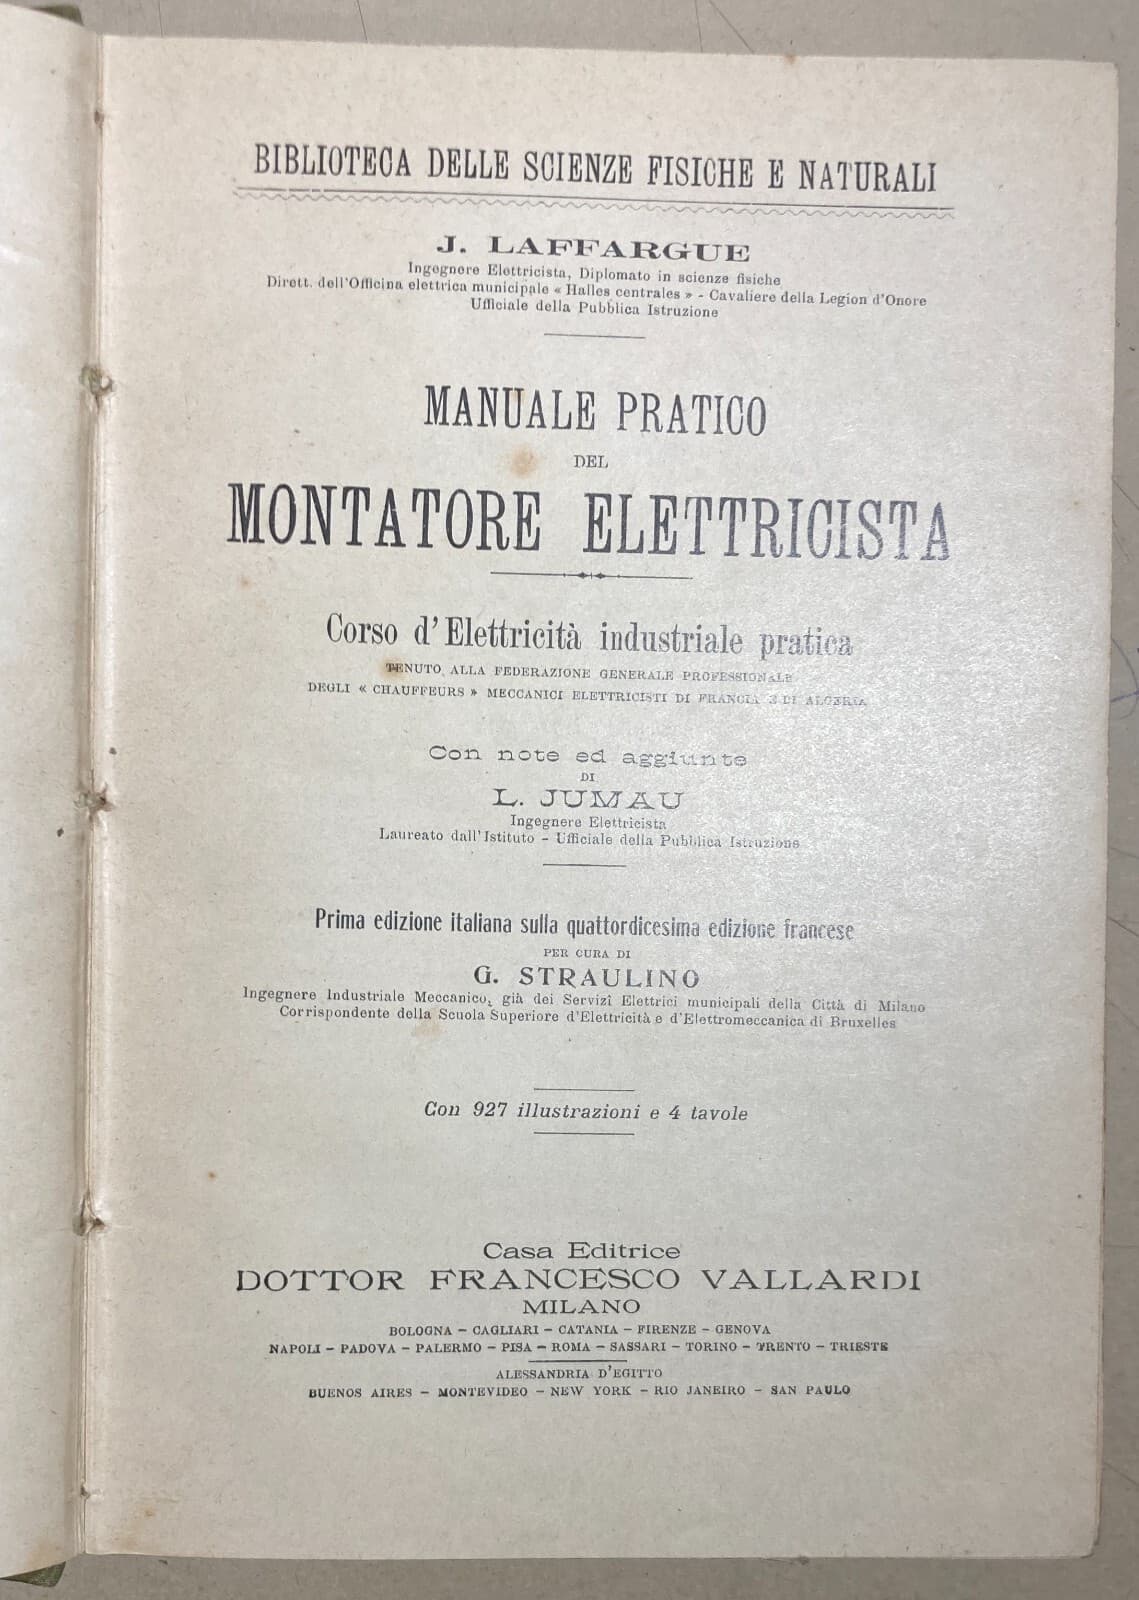 BIBLIOTECA DELLE SCIENZE FISICHE E NATURALI
J. LAFFARGUE
Ingegnere Elettricista, Diplomato in scienze fisiche
Dirett. dell'Officina elettrica municipale « Halles centrales » - Cavaliere della Legion d'Onore
Ufficiale della Pubblica Istruzione
MANUALE PRATICO
DEL
MONTATORE ELETTRICISTA
Corso d'Elettricità industriale pratica
TENUTO ALLA FEDERAZIONE GENERALE PROFESSIONALE
DEGLI « CHAUFFEURS » MECCANICI ELETTRICISTI DI FRANCIA E DI ALGERIA
Con note ed aggiunte
DI
L. JUMAU
Ingegnere Elettricista
Laureato dall'Istituto - Ufficiale della Pubblica Istruzione
Prima edizione italiana sulla quattordicesima edizione francese
PER CURA DI
G. STRAULINO
Ingegnere Industriale Meccanico, già dei Servizi Elettrici municipali della Città di Milano
Corrispondente della Scuola Superiore d'Elettricità e d'Elettromeccanica di Bruxelles
Con 927 illustrazioni e 4 tavole
Casa Editrice
DOTTOR FRANCESCO VALLARDI
MILANO
BOLOGNA - CAGLIARI - CATANIA - FIRENZE - GENOVA
NAPOLI - PADOVA - PALERMO - PISA - ROMA - SASSARI - TORINO - TRENTO - TRIESTE
ALESSANDRIA D'EGITTO
BUENOS AIRES - MONTEVIDEO - NEW YORK - RIO JANEIRO - SAN PAULO